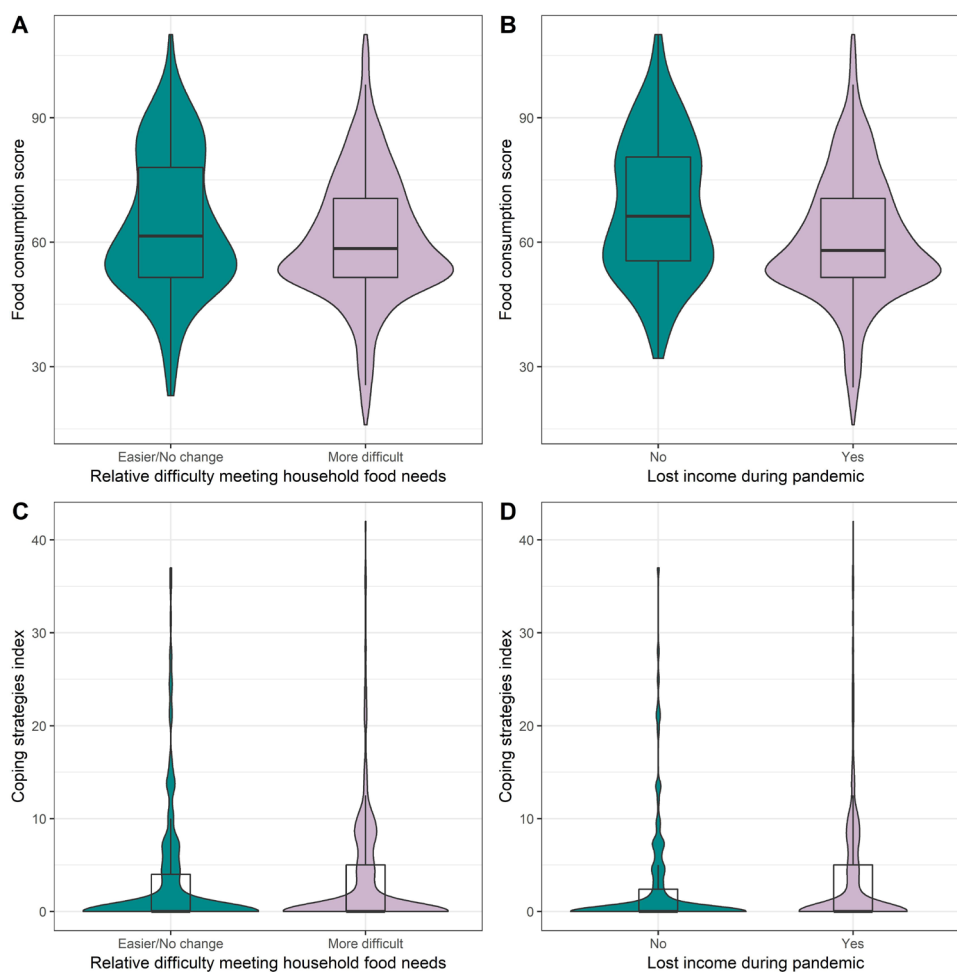 A
Food consumption score
90
60
30
Easier/No change
More difficult
Relative difficulty meeting household food needs
B
Food consumption score
90
60
30
No
Yes
Lost income during pandemic
C
Coping strategies index
40
30
20
10
0
Easier/No change
More difficult
Relative difficulty meeting household food needs
D
Coping strategies index
40
30
20
10
0
No
Yes
Lost income during pandemic